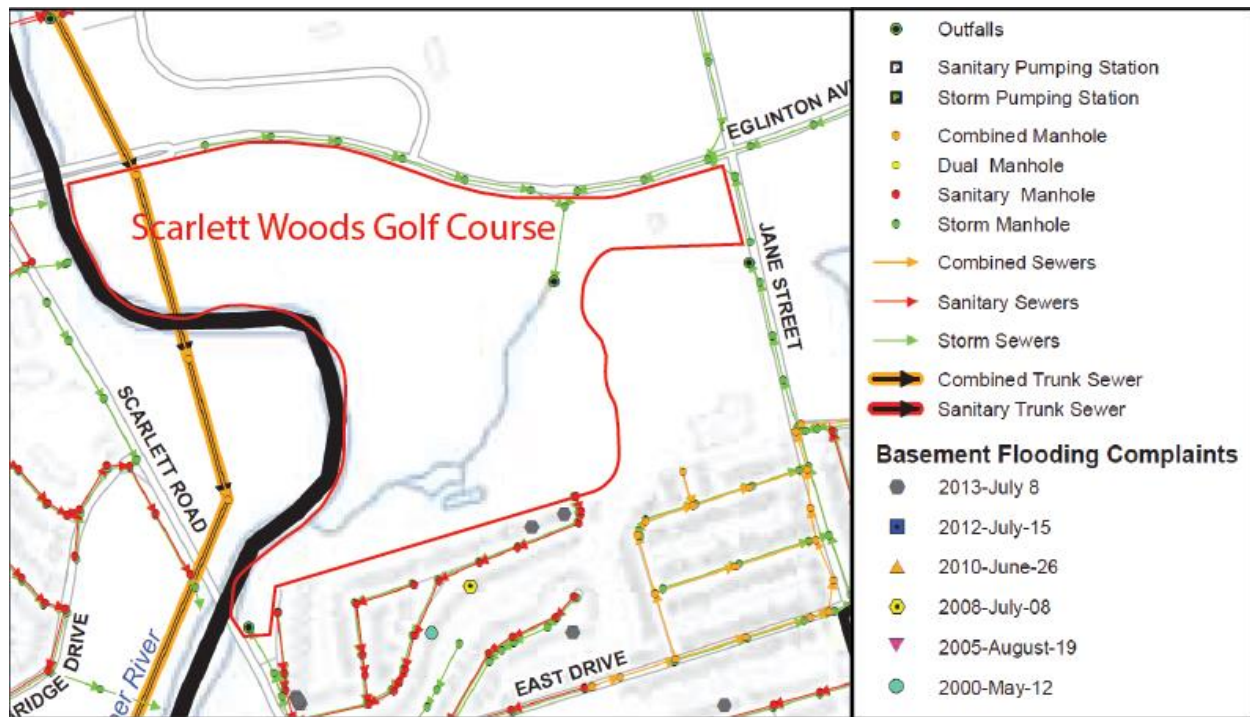 EGLINTON AV
Scarlett Woods Golf Course
JANE STREET
SCARLETT ROAD
EAST DRIVE
RIDGE DRIVE
er River
Outfalls
P Sanitary Pumping Station
P Storm Pumping Station
Combined Manhole
Dual Manhole
Sanitary Manhole
Storm Manhole
Combined Sewers
Sanitary Sewers
Storm Sewers
Combined Trunk Sewer
Sanitary Trunk Sewer
Basement Flooding Complaints
2013-July 8
2012-July-15
2010-June-26
2008-July-08
2005-August-19
2000-May-12